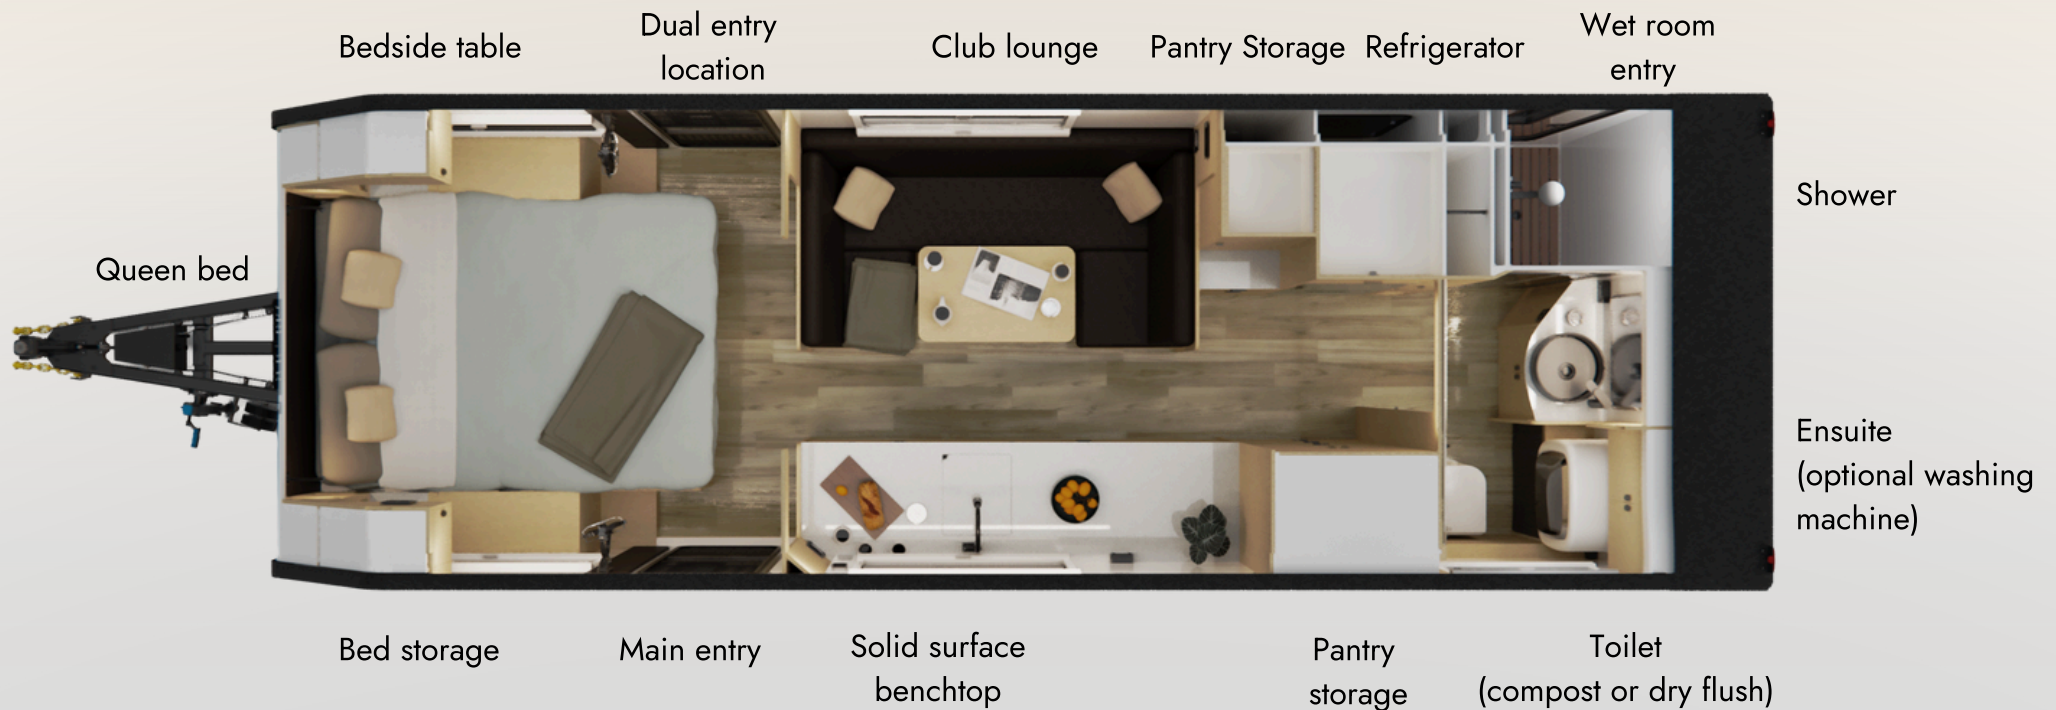 Bedside table
Dual entry
location
Club lounge
Pantry Storage
Refrigerator
Wet room
entry
Queen bed
Shower
Ensuite
(optional washing
machine)
Bed storage
Main entry
Solid surface
benchtop
Pantry
storage
Toilet
(compost or dry flush)